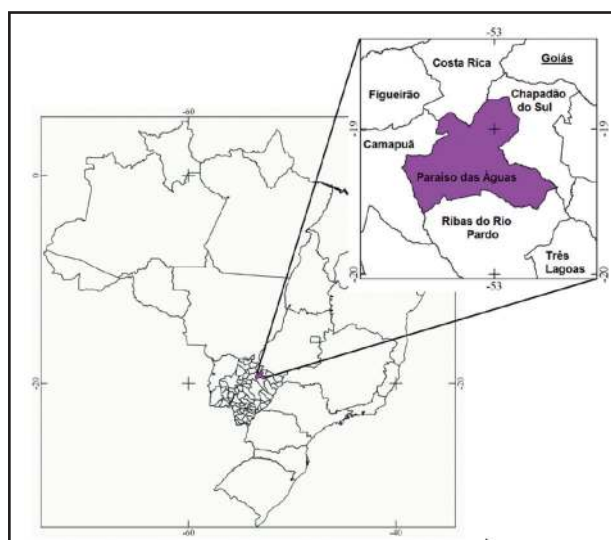 -53
Costa Rica
Goiás
Figueirão
Chapadão
do Sul
-19
-19
Camapuã
Paraíso das Águas
Ribas do Rio
Pardo
Três
Lagoas
-20
-20
-53
-60
0
-20
-20
-60
-40